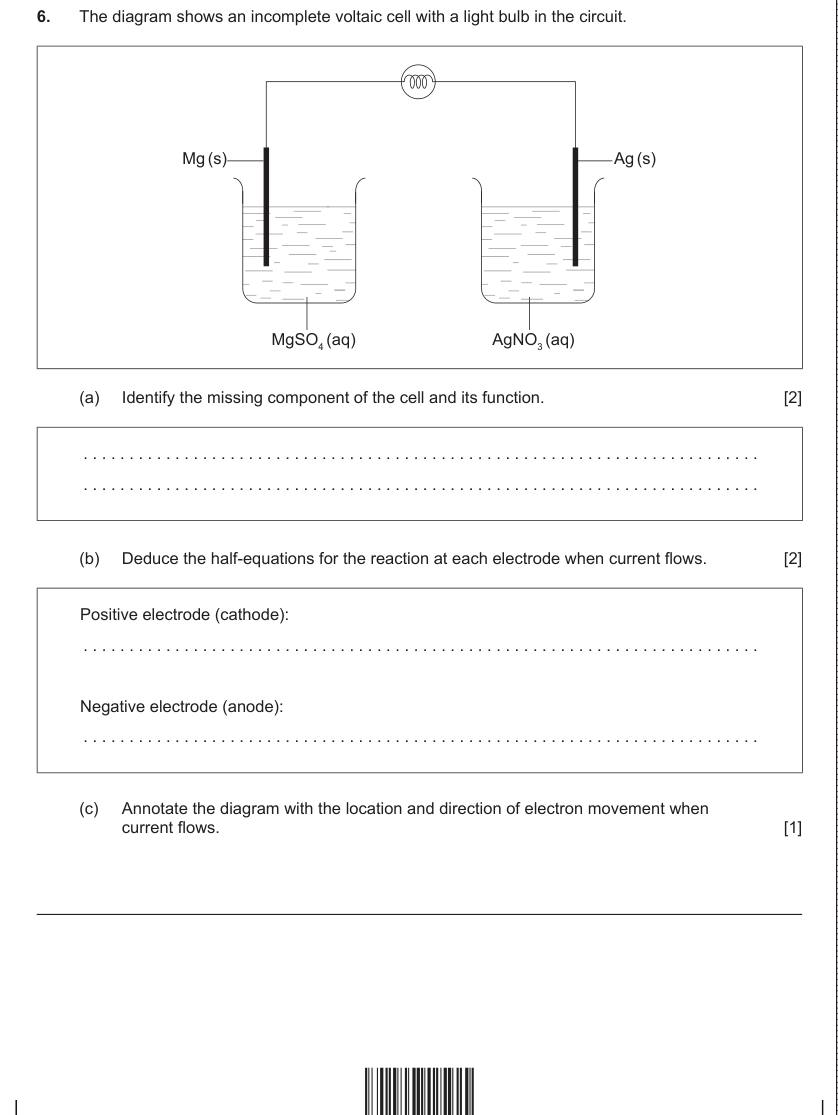 6. The diagram shows an incomplete voltaic cell with a light bulb in the circuit.
Mg (s)
Ag (s)
MgSO₄ (aq)
AgNO₃ (aq)
(a) Identify the missing component of the cell and its function. [2]
(b) Deduce the half-equations for the reaction at each electrode when current flows. [2]
Positive electrode (cathode):
Negative electrode (anode):
(c) Annotate the diagram with the location and direction of electron movement when
current flows. [1]